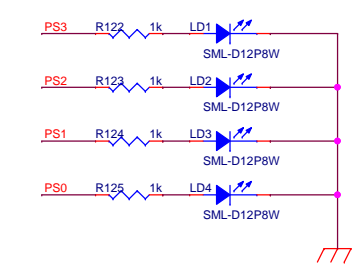 PS3 R122 1k LD1
SML-D12P8W
PS2 R123 1k LD2
SML-D12P8W
PS1 R124 1k LD3
SML-D12P8W
PS0 R125 1k LD4
SML-D12P8W